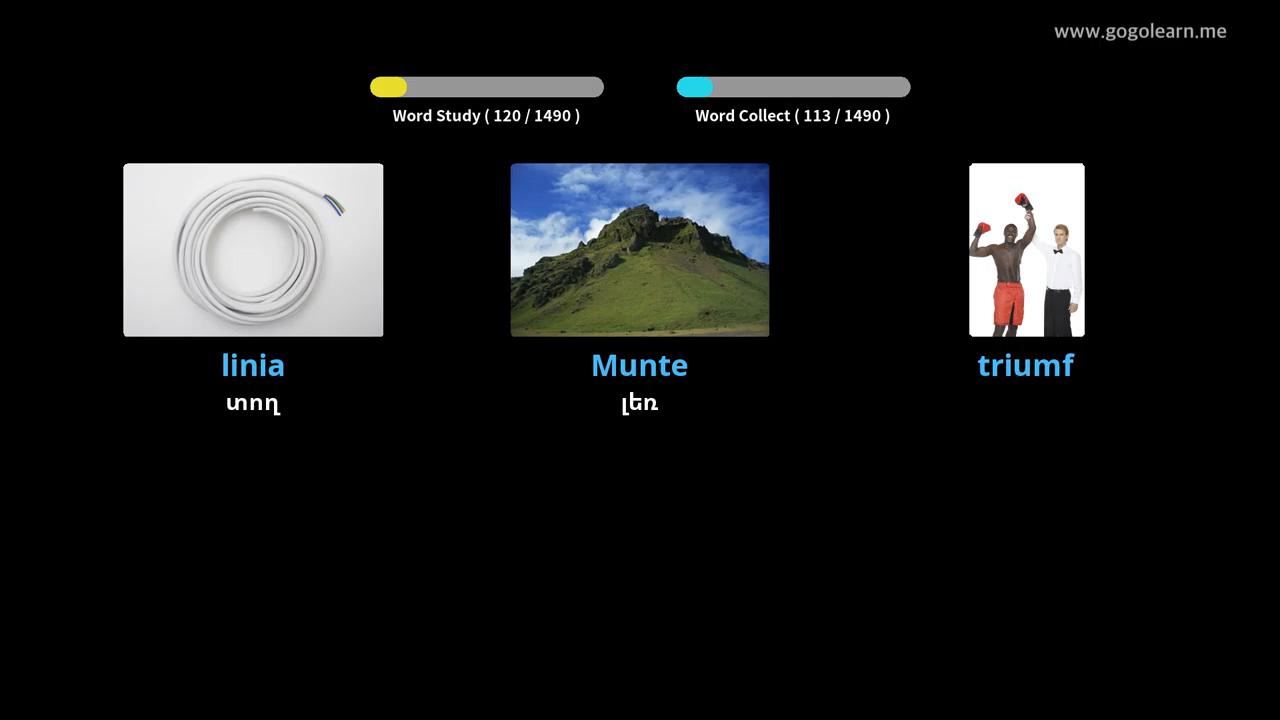 www.gogolearn.me
Word Study ( 120 / 1490 )
Word Collect ( 113 / 1490 )
linia
Munte
triumf
տող
լեռ